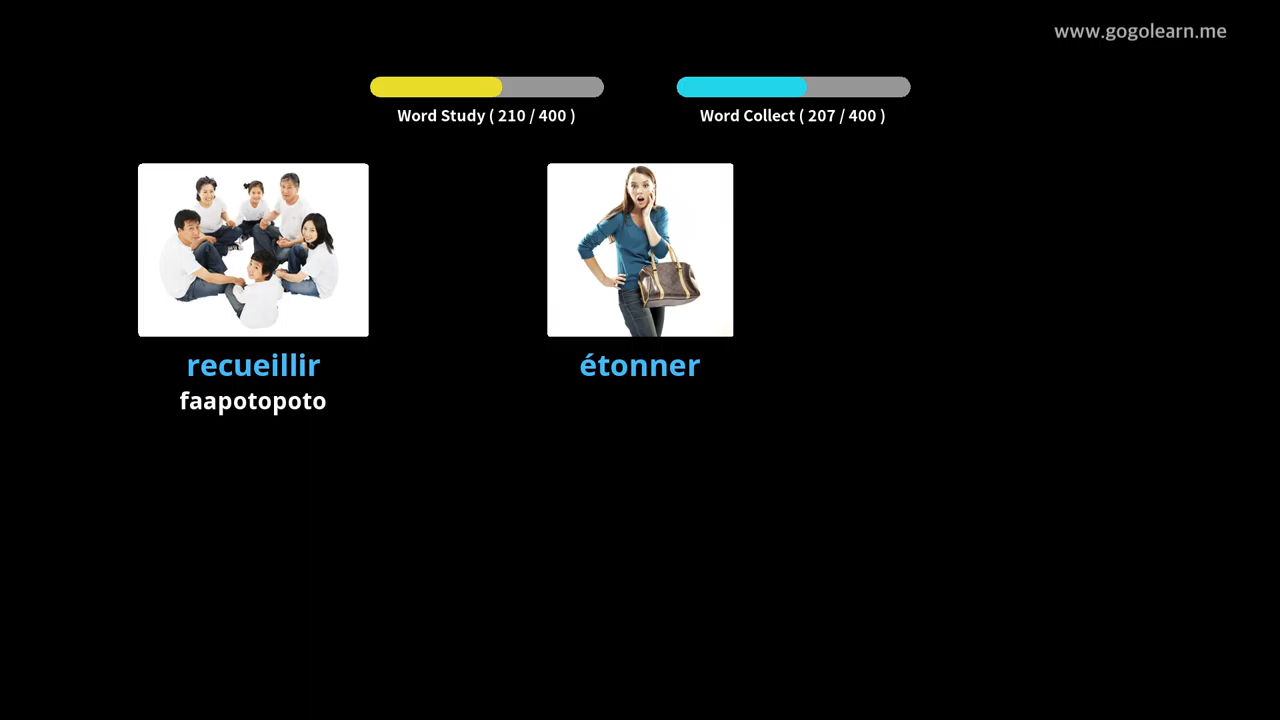 www.gogolearn.me
Word Study ( 210 / 400 )
Word Collect ( 207 / 400 )
recueillir
faapotopoto
étonner